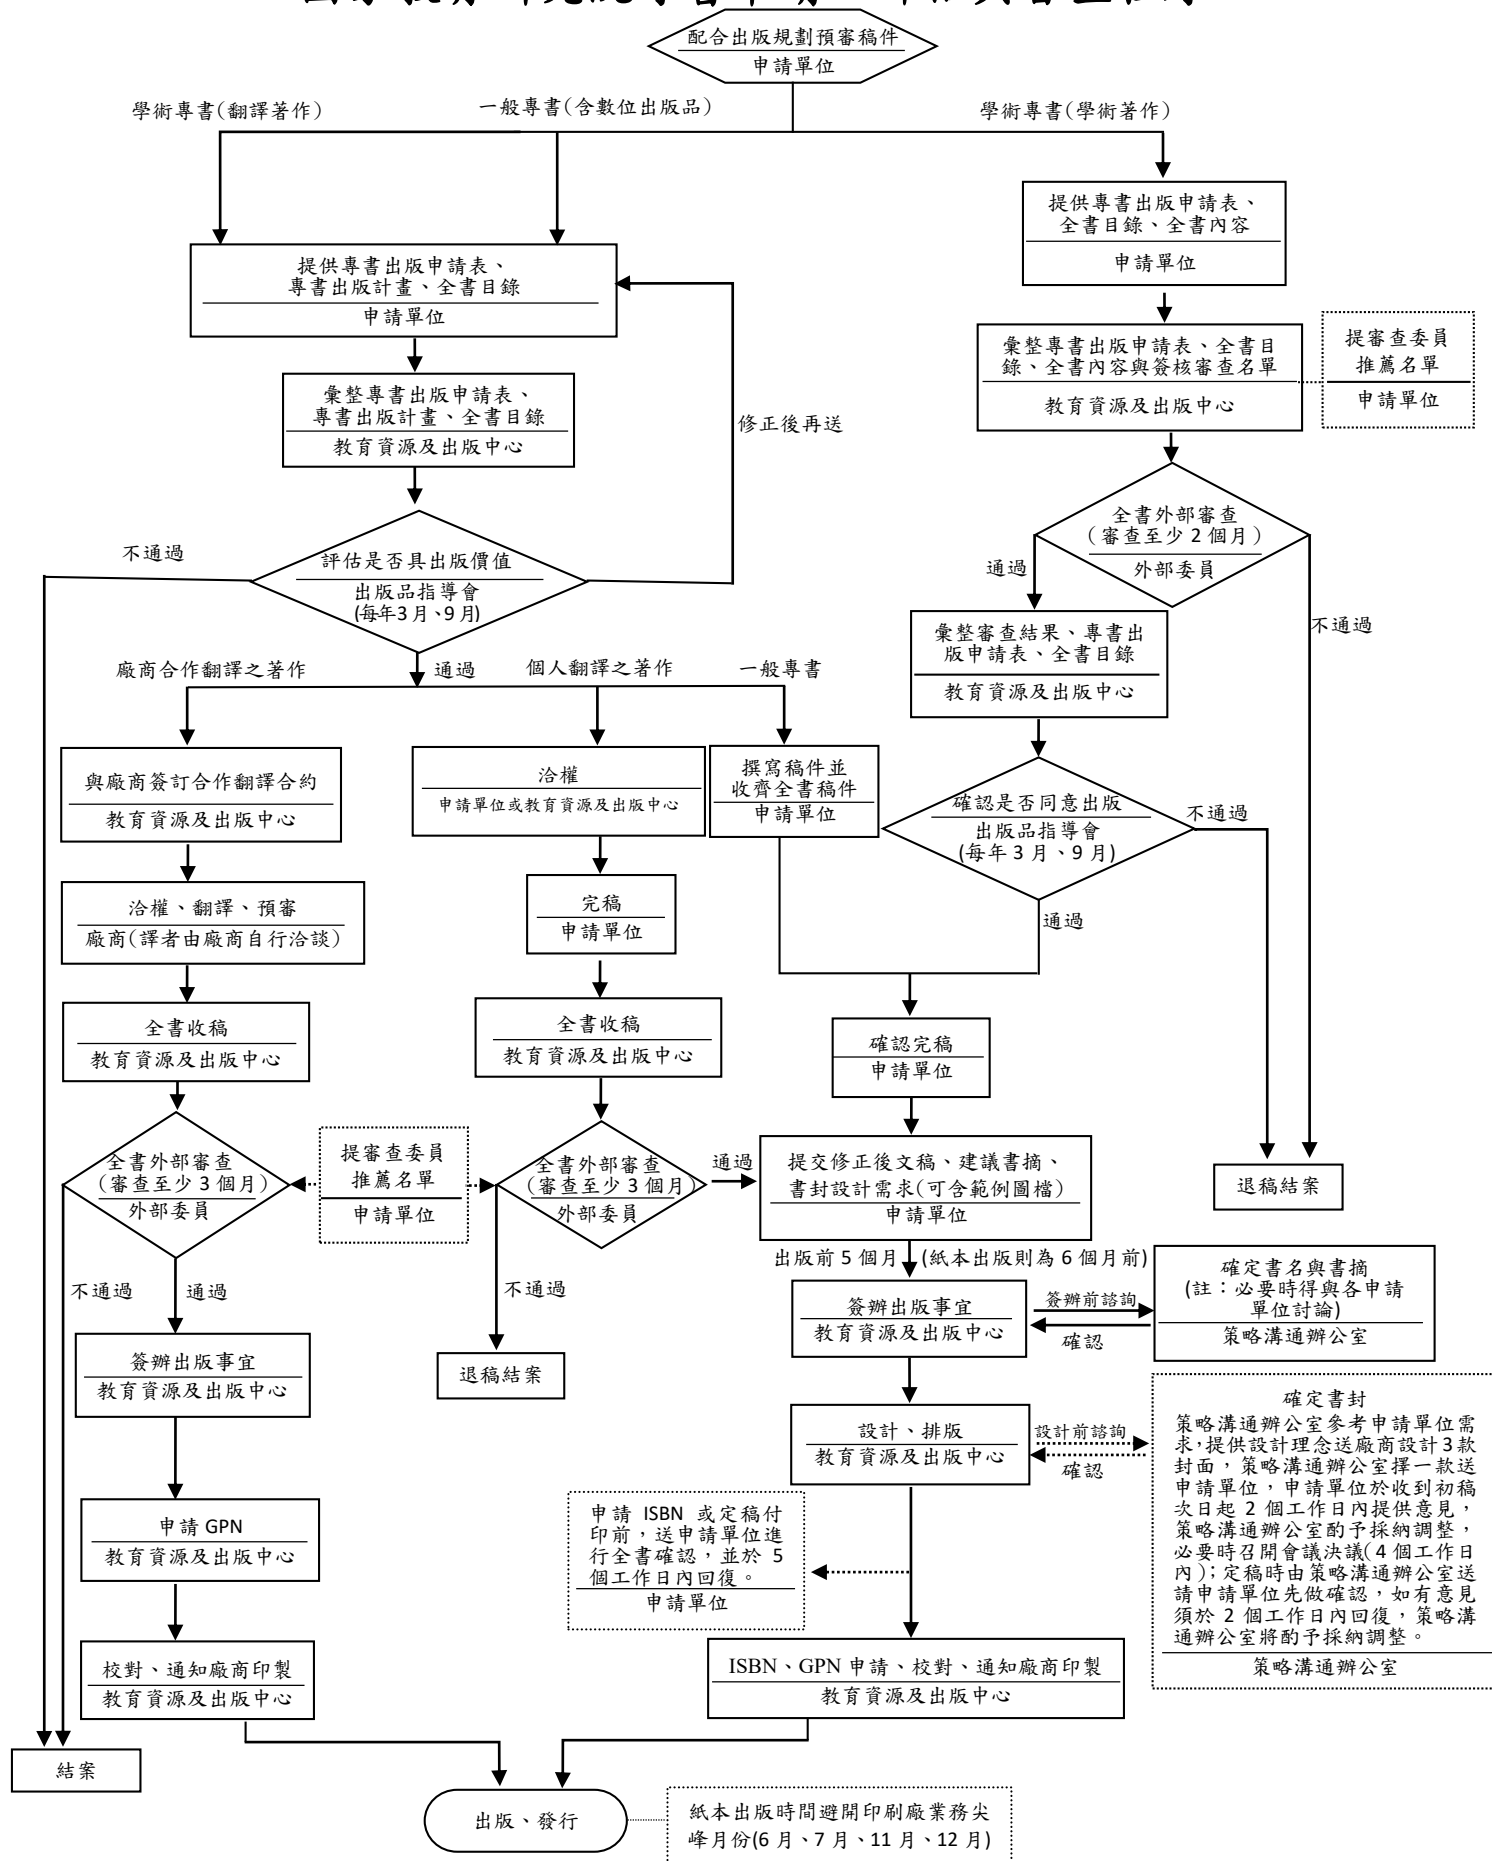 配合出版規劃預審稿件
申請單位
學術專書(翻譯著作)
一般專書(含數位出版品)
學術專書(學術著作)
提供專書出版申請表、
專書出版計畫、全書目錄
申請單位
彙整專書出版申請表、
專書出版計畫、全書目錄
教育資源及出版中心
修正後再送
不通過
評估是否具出版價值
出版品指導會
(每年3月、9月)
提供專書出版申請表、
全書目錄、全書內容
申請單位
彙整專書出版申請表、全書目
錄、全書內容與簽核審查名單
教育資源及出版中心
提審查委員
推薦名單
申請單位
全書外部審查
(審查至少 2 個月)
外部委員
通過
不通過
彙整審查結果、專書出
版申請表、全書目錄
教育資源及出版中心
確認是否同意出版
出版品指導會
(每年 3 月、9 月)
不通過
通過
廠商合作翻譯之著作
通過
個人翻譯之著作
一般專書
與廠商簽訂合作翻譯合約
教育資源及出版中心
洽權、翻譯、預審
廠商(譯者由廠商自行洽談)
全書收稿
教育資源及出版中心
全書外部審查
(審查至少 3 個月)
外部委員
不通過
通過
洽權
申請單位或教育資源及出版中心
完稿
申請單位
全書收稿
教育資源及出版中心
提審查委員
推薦名單
申請單位
全書外部審查
(審查至少 3 個月)
外部委員
通過
不通過
退稿結案
撰寫稿件並
收齊全書稿件
申請單位
確認完稿
申請單位
提交修正後文稿、建議書摘、
書封設計需求(可含範例圖檔)
申請單位
退稿結案
出版前 5 個月
(紙本出版則為 6 個月前)
簽辦出版事宜
教育資源及出版中心
簽辦前諮詢
確認
確定書名與書摘
(註：必要時得與各申請
單位討論)
策略溝通辦公室
設計、排版
教育資源及出版中心
設計前諮詢
確認
確定書封
策略溝通辦公室參考申請單位需
求,提供設計理念送廠商設計3款
封面，策略溝通辦公室擇一款送
申請單位，申請單位於收到初稿
次日起 2 個工作日內提供意見，
策略溝通辦公室酌予採納調整，
必要時召開會議決議(4 個工作日
內)；定稿時由策略溝通辦公室送
請申請單位先做確認，如有意見
須於 2 個工作日內回復，策略溝
通辦公室將酌予採納調整。
策略溝通辦公室
申請 ISBN 或定稿付
印前，送申請單位進
行全書確認，並於 5
個工作日內回復。
申請單位
ISBN、GPN 申請、校對、通知廠商印製
教育資源及出版中心
簽辦出版事宜
教育資源及出版中心
申請 GPN
教育資源及出版中心
校對、通知廠商印製
教育資源及出版中心
結案
出版、發行
紙本出版時間避開印刷廠業務尖
峰月份(6 月、7 月、11 月、12 月)